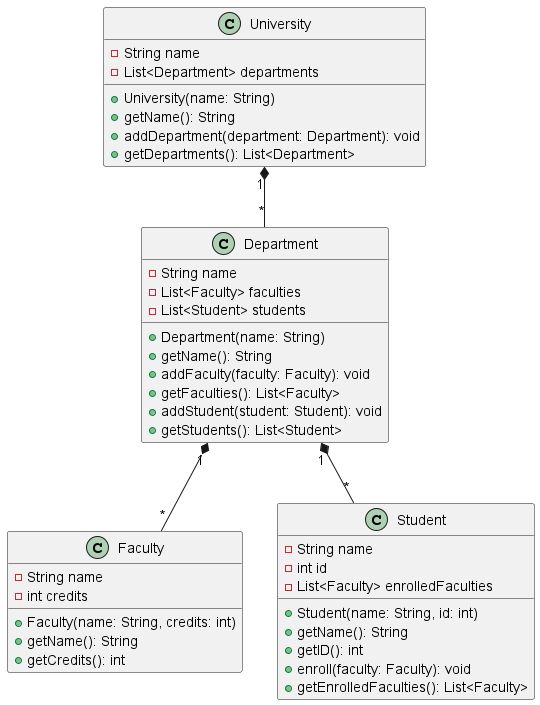 C University
String name
List<Department> departments
University(name: String)
getName(): String
addDepartment(department: Department): void
getDepartments(): List<Department>
1
*
C Department
String name
List<Faculty> faculties
List<Student> students
Department(name: String)
getName(): String
addFaculty(faculty: Faculty): void
getFaculties(): List<Faculty>
addStudent(student: Student): void
getStudents(): List<Student>
1
1
*
*
C Faculty
String name
int credits
Faculty(name: String, credits: int)
getName(): String
getCredits(): int
C Student
String name
int id
List<Faculty> enrolledFaculties
Student(name: String, id: int)
getName(): String
getID(): int
enroll(faculty: Faculty): void
getEnrolledFaculties(): List<Faculty>